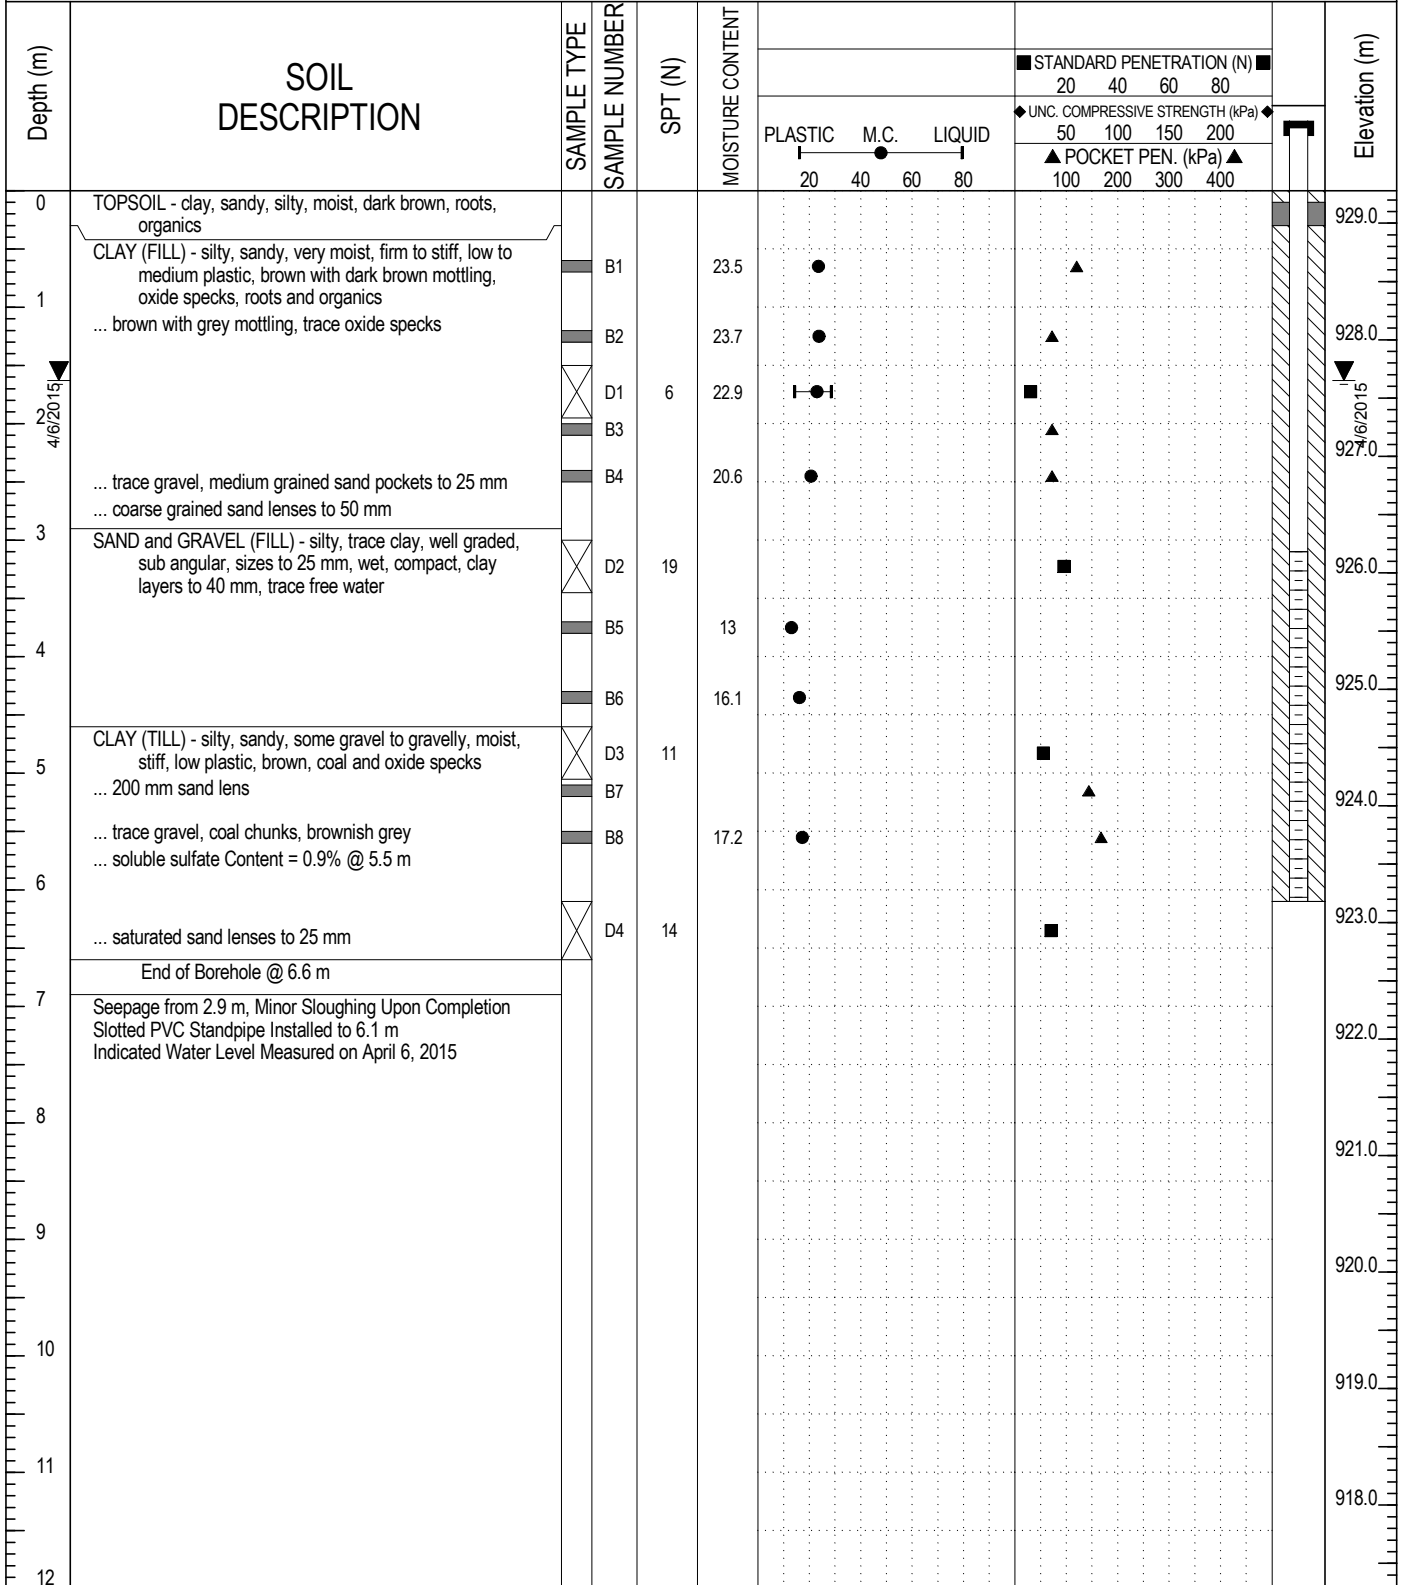 Depth (m)
SOIL
DESCRIPTION
SAMPLE TYPE
SAMPLE NUMBER
SPT (N)
MOISTURE CONTENT
PLASTIC M.C. LIQUID
20 40 60 80
STANDARD PENETRATION (N)
20 40 60 80
UNC. COMPRESSIVE STRENGTH (kPa)
50 100 150 200
POCKET PEN. (kPa)
100 200 300 400
Elevation (m)
0
TOPSOIL - clay, sandy, silty, moist, dark brown, roots,
organics
929.0
CLAY (FILL) - silty, sandy, very moist, firm to stiff, low to
medium plastic, brown with dark brown mottling,
oxide specks, roots and organics
B1 23.5
1
... brown with grey mottling, trace oxide specks
B2 23.7
928.0
4/6/2015
4/6/2015
D1 6 22.9
2
B3
927.0
... trace gravel, medium grained sand pockets to 25 mm
B4 20.6
... coarse grained sand lenses to 50 mm
3
SAND and GRAVEL (FILL) - silty, trace clay, well graded,
sub angular, sizes to 25 mm, wet, compact, clay
layers to 40 mm, trace free water
D2 19
926.0
B5 13
4
B6 16.1
925.0
CLAY (TILL) - silty, sandy, some gravel to gravelly, moist,
stiff, low plastic, brown, coal and oxide specks
D3 11
5
... 200 mm sand lens
B7
924.0
... trace gravel, coal chunks, brownish grey
B8 17.2
... soluble sulfate Content = 0.9% @ 5.5 m
6
923.0
... saturated sand lenses to 25 mm
D4 14
End of Borehole @ 6.6 m
7
Seepage from 2.9 m, Minor Sloughing Upon Completion
Slotted PVC Standpipe Installed to 6.1 m
922.0
Indicated Water Level Measured on April 6, 2015
8
921.0
9
920.0
10
919.0
11
918.0
12